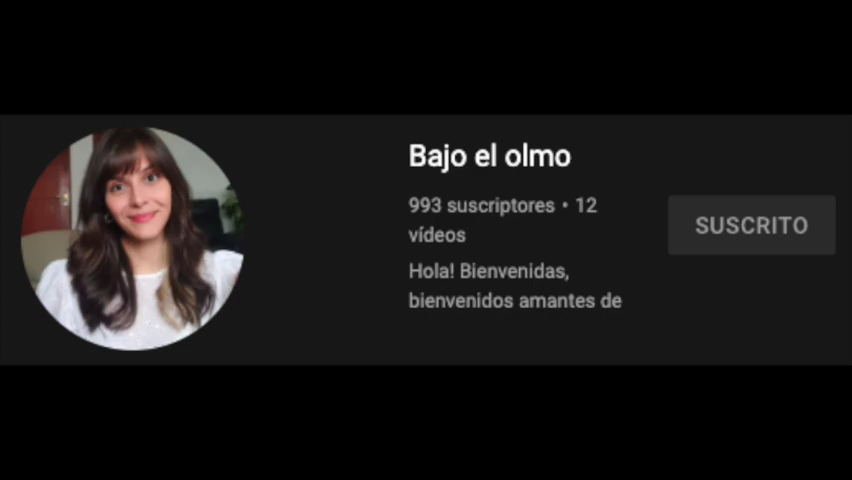 Bajo el olmo
993 suscriptores • 12
vídeos
SUSCRITO
Hola! Bienvenidas,
bienvenidos amantes de